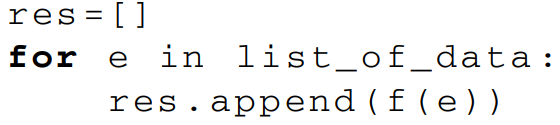 res=[]
for e in list_of_data:
    res.append(f(e))